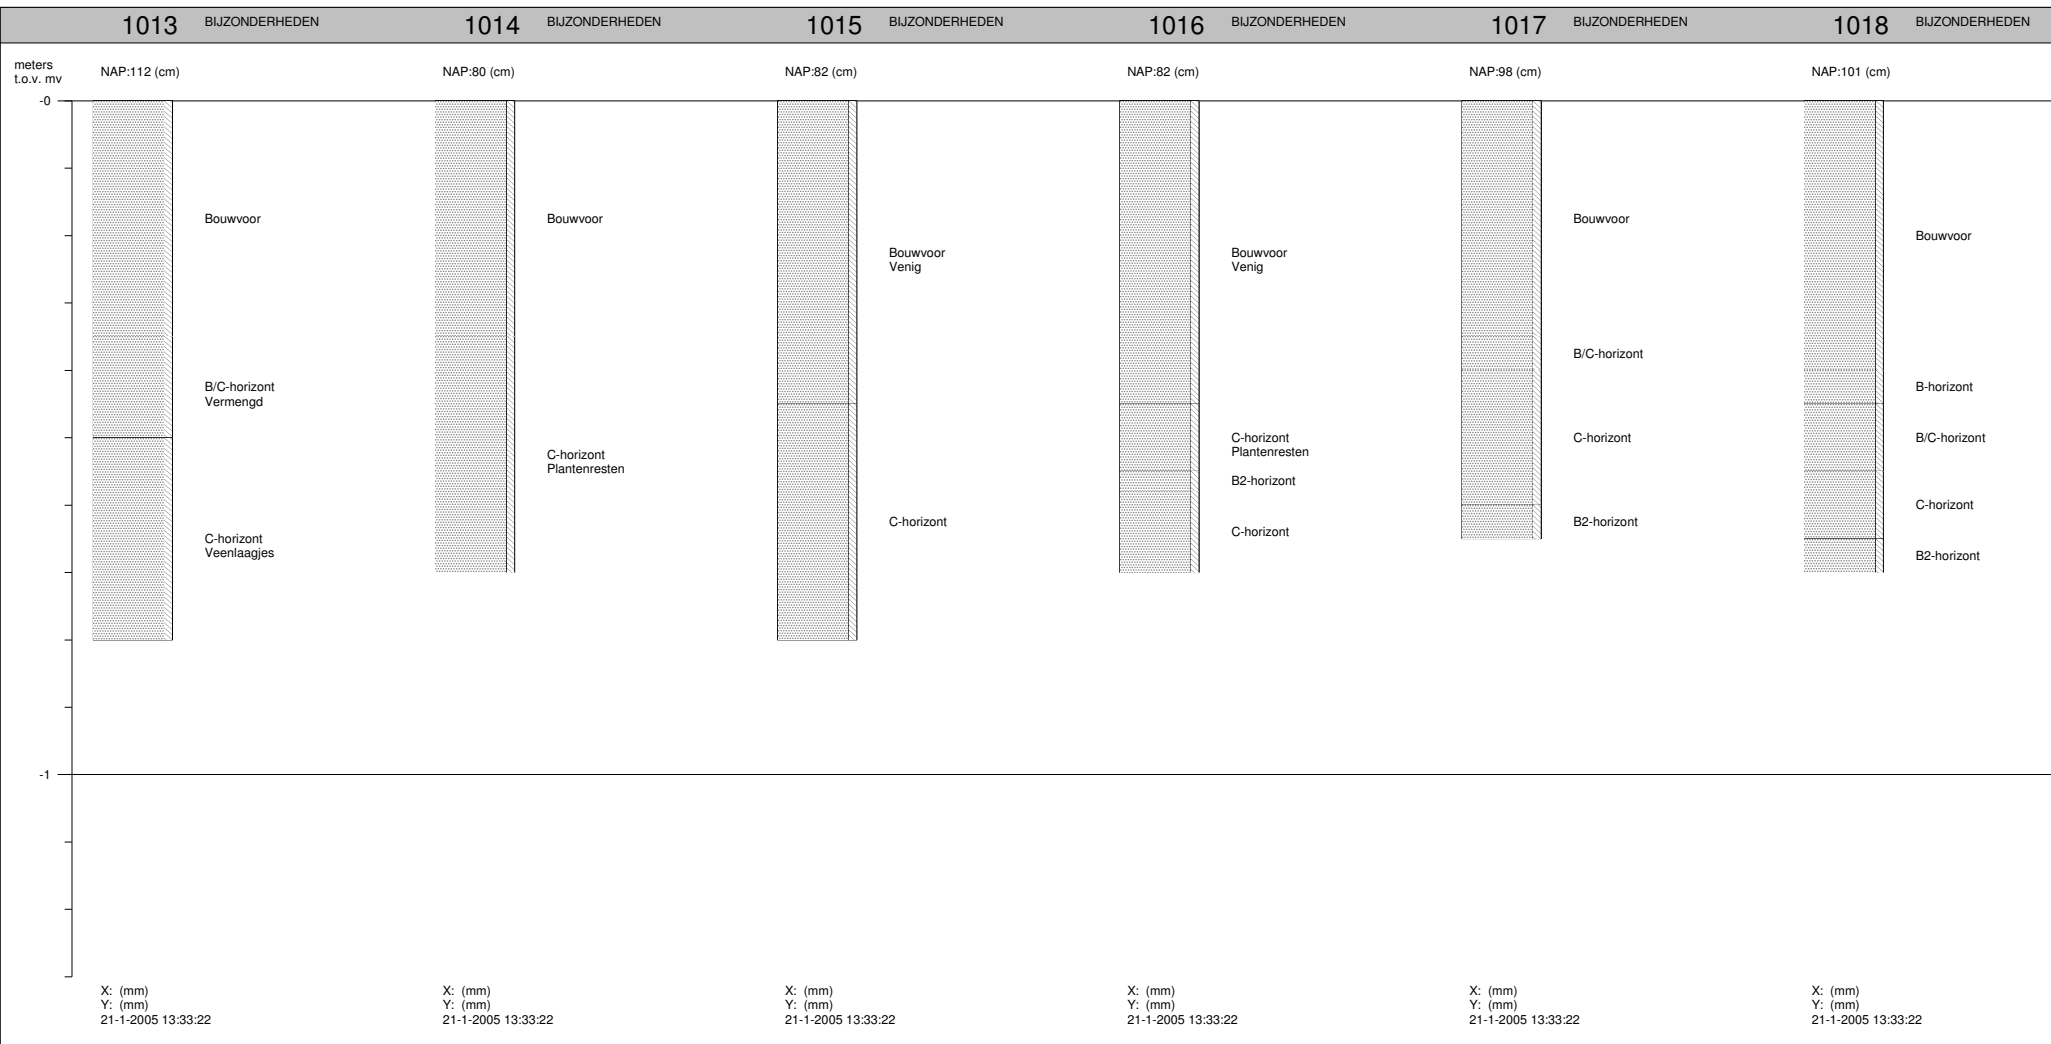 1013 BIJZONDERHEDEN 1014 BIJZONDERHEDEN 1015 BIJZONDERHEDEN 1016 BIJZONDERHEDEN 1017 BIJZONDERHEDEN 1018 BIJZONDERHEDEN
meters
t.o.v. mv
NAP:112 (cm) NAP:80 (cm) NAP:82 (cm) NAP:82 (cm) NAP:98 (cm) NAP:101 (cm)
-0
-1
Bouwvoor
B/C-horizont
Vermengd
C-horizont
Veenlaagjes
Bouwvoor
C-horizont
Plantenresten
Bouwvoor
Venig
C-horizont
Bouwvoor
Venig
C-horizont
Plantenresten
B2-horizont
C-horizont
Bouwvoor
B/C-horizont
C-horizont
B2-horizont
Bouwvoor
B-horizont
B/C-horizont
C-horizont
B2-horizont
X: (mm) X: (mm) X: (mm) X: (mm) X: (mm) X: (mm)
Y: (mm) Y: (mm) Y: (mm) Y: (mm) Y: (mm) Y: (mm)
21-1-2005 13:33:22 21-1-2005 13:33:22 21-1-2005 13:33:22 21-1-2005 13:33:22 21-1-2005 13:33:22 21-1-2005 13:33:22